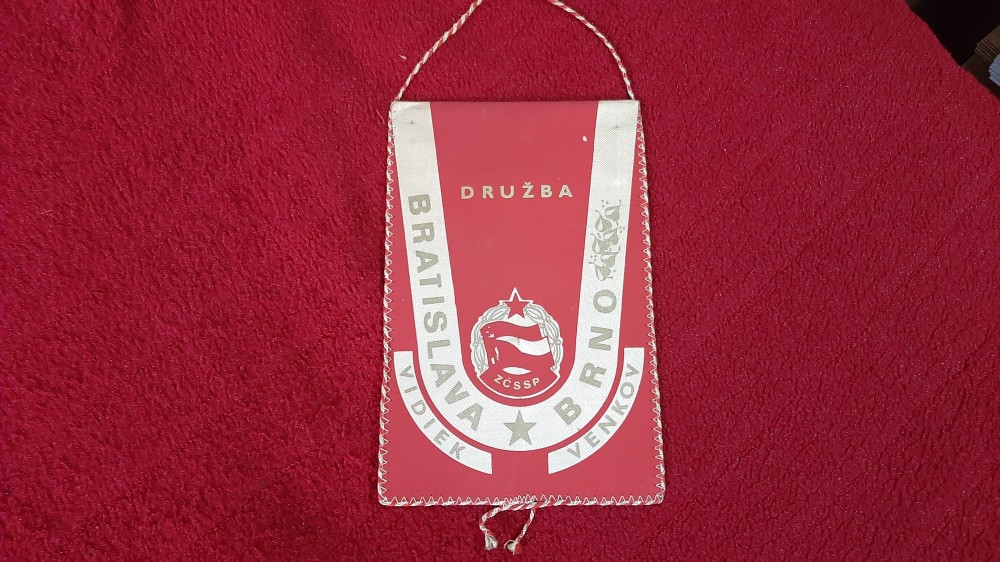 DRUŽBA
BRATISLAVA ★ BRNO
ZČSSP
VIDIEK
VENKOV